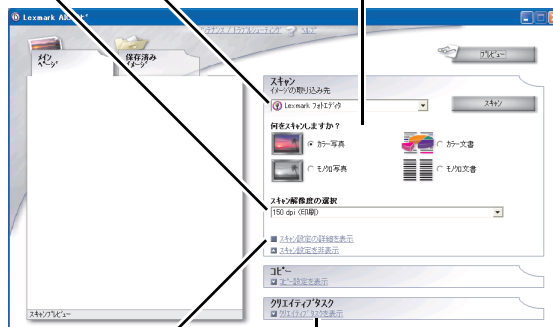 Lexmark
メイン
ページ
保存済み
イメージ
プレビュー
スキャン
イメージの取り込み先
Lexmark フォトエディタ
スキャン
何をスキャンしますか？
カラー写真
カラー文書
モノクロ写真
モノクロ文書
スキャン解像度の選択
150 dpi (印刷)
スキャン設定の詳細を表示
スキャン設定を非表示
コピー
コピー設定を表示
クリエイティブタスク
クリエイティブタスクを表示
スキャンプレビュー